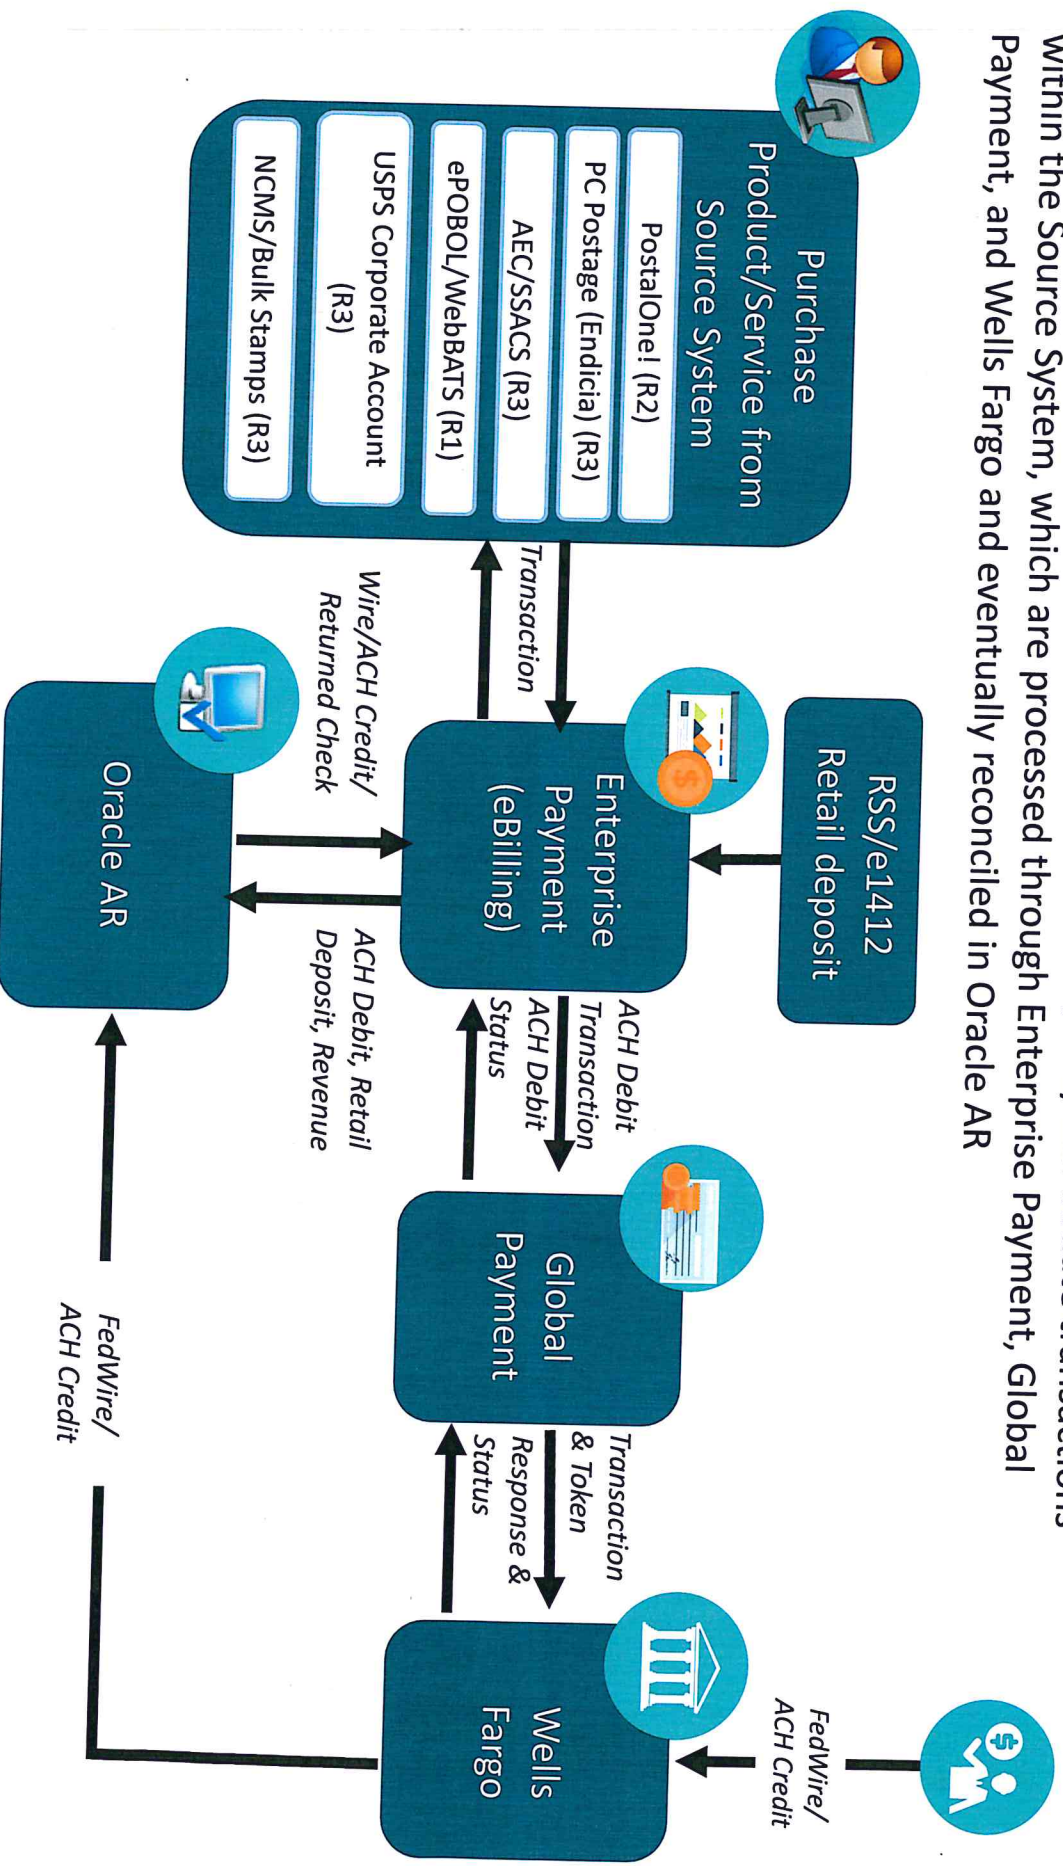 Within the Source System, which are processed through Enterprise Payment, Global
Payment, and Wells Fargo and eventually reconciled in Oracle AR
Purchase
Product/Service from
Source System
PostalOne! (R2)
PC Postage (Endicia) (R3)
AEC/SSACS (R3)
ePOBOL/WebBATS (R1)
USPS Corporate Account
(R3)
NCMS/Bulk Stamps (R3)
Transaction
Wire/ACH Credit/
Returned Check
RSS/e1412
Retail deposit
Enterprise
Payment
(eBilling)
Oracle AR
ACH Debit
Transaction
ACH Debit
Status
ACH Debit, Retail
Deposit, Revenue
Global
Payment
Transaction
& Token
Response &
Status
FedWire/
ACH Credit
Wells
Fargo
FedWire/
ACH Credit